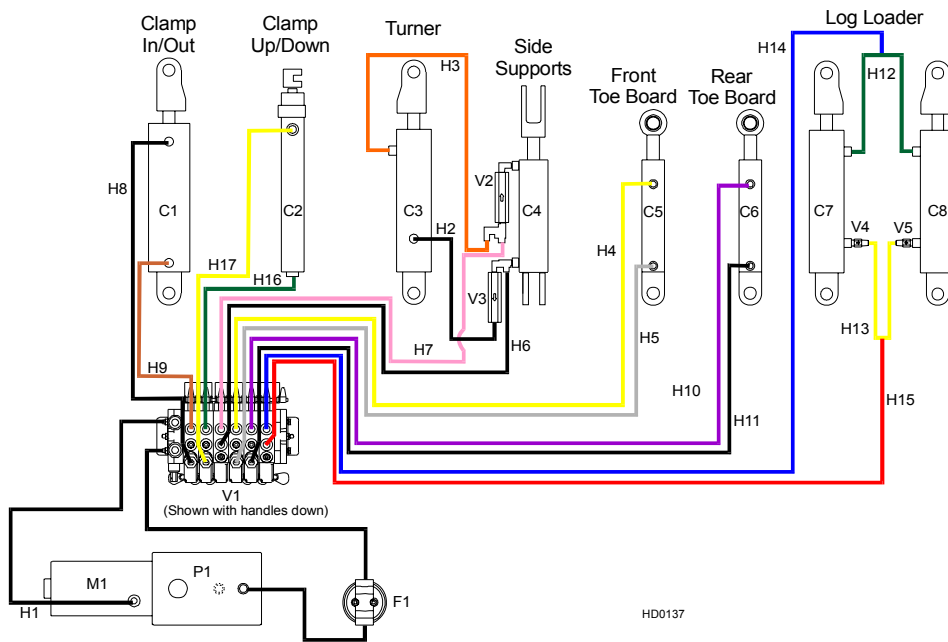 Clamp
In/Out
Clamp
Up/Down
Turner
Side
Supports
Front
Toe Board
Rear
Toe Board
Log Loader
H14
H3
H12
H8
V2
C1
C2
C3
C4
C5
C6
C7
C8
V4
V5
H2
H4
H17
H16
V3
H13
H7
H6
H5
H9
H10
H11
H15
V1
(Shown with handles down)
M1
P1
H1
F1
HD0137